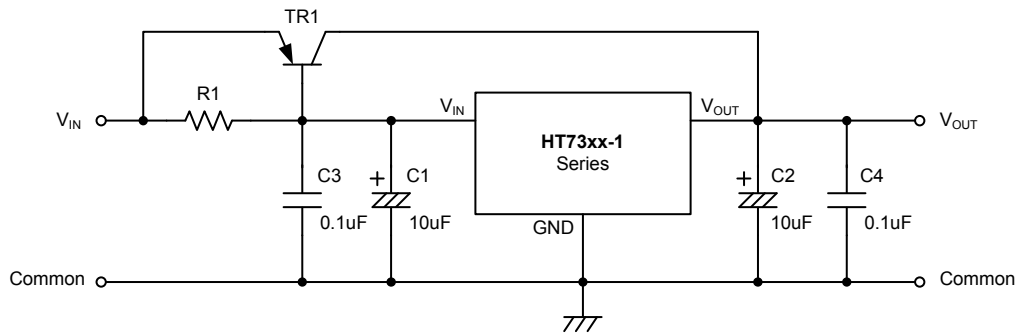 TR1
R1
VIN
VIN
VOUT
VOUT
HT73xx-1
Series
C3
C1
C2
C4
+
+
0.1uF
10uF
GND
10uF
0.1uF
Common
Common